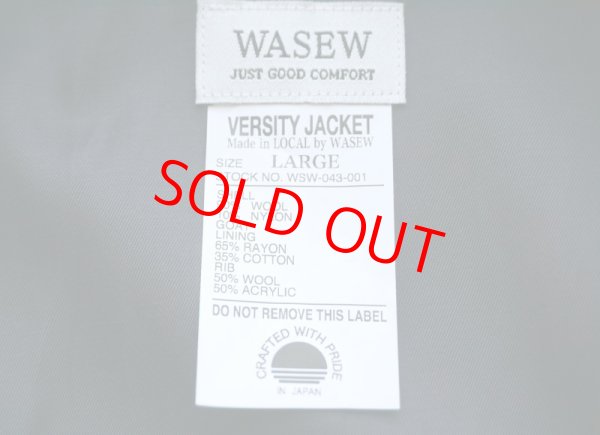 WASEW
JUST GOOD COMFORT
VERSITY JACKET
Made in LOCAL by WASEW
SIZE LARGE
STOCK NO. WSW-043-001
SHELL
WOOL
NYLON
SOLD OUT
LINING
65% RAYON
35% COTTON
RIB
50% WOOL
50% ACRYLIC
DO NOT REMOVE THIS LABEL
CRAFTED WITH PRIDE
IN JAPAN